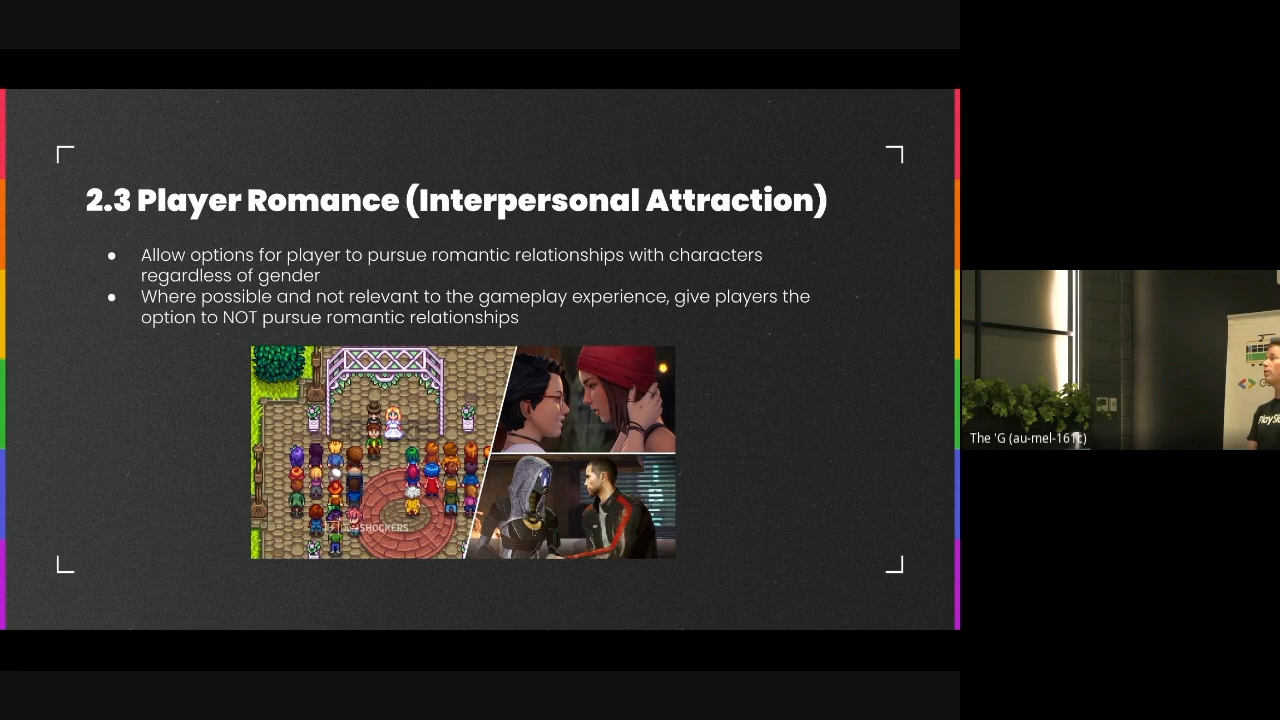 2.3 Player Romance (Interpersonal Attraction)
● Allow options for player to pursue romantic relationships with characters
regardless of gender
● Where possible and not relevant to the gameplay experience, give players the
option to NOT pursue romantic relationships
SHOCKERS
The 'G (au-mel-16